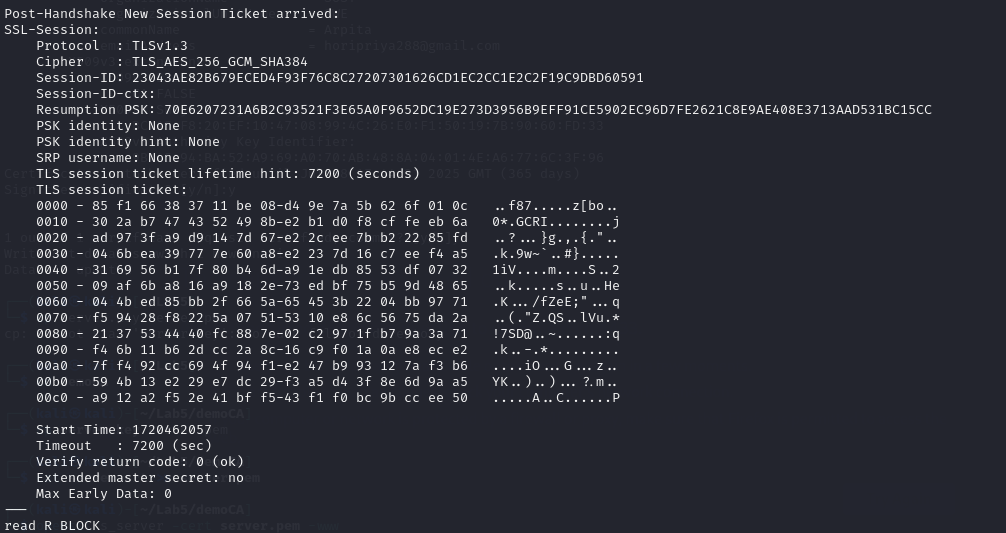 Post-Handshake New Session Ticket arrived:
SSL-Session:
    Protocol  : TLSv1.3
    Cipher    : TLS_AES_256_GCM_SHA384
    Session-ID: 23043AE82B679ECED4F93F76C8C27207301626CD1EC2CC1E2C2F19C9DBD60591
    Session-ID-ctx:
    Resumption PSK: 70E6207231A6B2C93521F3E65A0F9652DC19E273D3956B9EFF91CE5902EC96D7FE2621C8E9AE408E3713AAD531BC15CC
    PSK identity: None
    PSK identity hint: None
    SRP username: None
    TLS session ticket lifetime hint: 7200 (seconds)
    TLS session ticket:
    0000 - 85 f1 66 38 37 11 be 08-d4 9e 7a 5b 62 6f 01 0c   ..f87.....z[bo..
    0010 - 30 2a b7 47 43 52 49 8b-e2 b1 d0 f8 cf fe eb 6a   0*.GCRI........j
    0020 - ad 97 3f a9 d9 14 7d 67-e2 2c ee 7b b2 22 85 fd   ..?...}g.,.{."..
    0030 - 04 6b ea 39 77 7e 60 a8-e2 23 7d 16 c7 ee f4 a5   .k.9w~`..#}.....
    0040 - 31 69 56 b1 7f 80 b4 6d-a9 1e db 85 53 df 07 32   1iV....m....S..2
    0050 - 09 af 6b a8 16 a9 18 2e-73 ed bf 75 b5 9d 48 65   ..k.....s..u..He
    0060 - 04 4b ed 85 bb 2f 66 5a-65 45 3b 22 04 bb 97 71   .K.../fZeE;"...q
    0070 - f5 94 28 f8 22 5a 07 51-53 10 e8 6c 56 75 da 2a   ..(."Z.QS..lVu.*
    0080 - 21 37 53 44 40 fc 88 7e-02 c2 97 1f b7 9a 3a 71   !7SD@..~......:q
    0090 - f4 6b 11 b6 2d cc 2a 8c-16 c9 f0 1a 0a e8 ec e2   .k..-.*.........
    00a0 - 7f f4 92 cc 69 4f 94 f1-e2 47 b9 93 12 7a f3 b6   ....iO...G...z..
    00b0 - 59 4b 13 e2 29 e7 dc 29-f3 a5 d4 3f 8e 6d 9a a5   YK..)..)...?.m..
    00c0 - a9 12 a2 f5 2e 41 bf f5-43 f1 f0 bc 9b cc ee 50   .....A..C......P

    Start Time: 1720462057
    Timeout   : 7200 (sec)
    Verify return code: 0 (ok)
    Extended master secret: no
    Max Early Data: 0
---
read R BLOCK